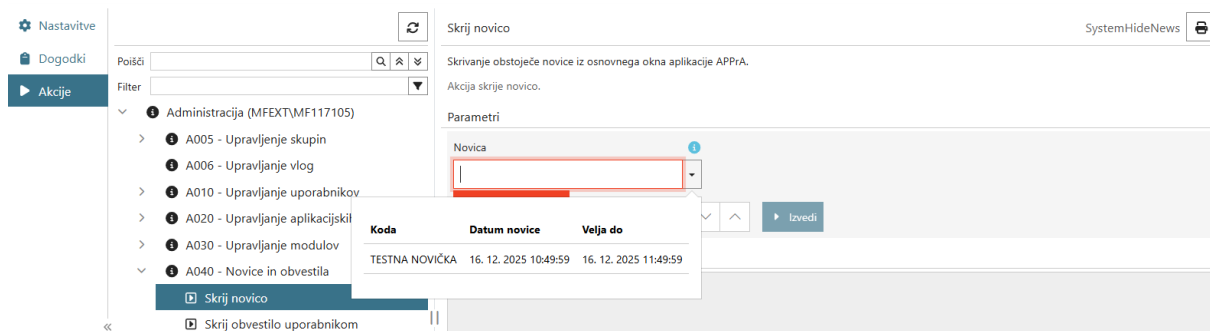 Nastavitve
Dogodki
Akcije
Poišči
Filter
Administracija (MFEXT\MF117105)
A005 - Upravljenje skupin
A006 - Upravljanje vlog
A010 - Upravljanje uporabnikov
A020 - Upravljanje aplikacijskih
A030 - Upravljanje modulov
A040 - Novice in obvestila
Skrij novico
Skrij obvestilo uporabnikom
Skrij novico
SystemHideNews
Skrivanje obstoječe novice iz osnovnega okna aplikacije APPrA.
Akcija skrije novico.
Parametri
Novica
Izvedi
Koda Datum novice Velja do
TESTNA NOVIČKA 16. 12. 2025 10:49:59 16. 12. 2025 11:49:59